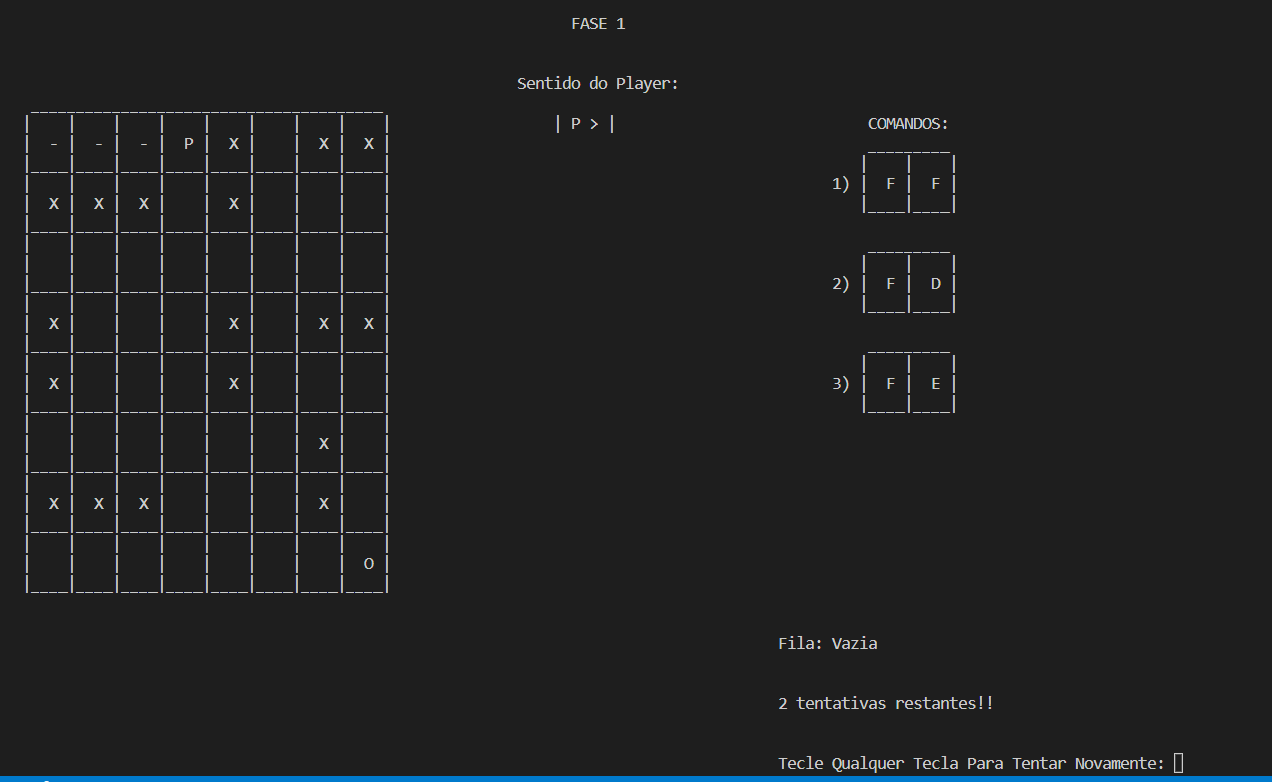 FASE 1
Sentido do Player:
| P > |
COMANDOS:
- - - P X X X
1) F F
X X X X
2) F D
X X X X
3) F E
X X
X
X X X X
O
Fila: Vazia
2 tentativas restantes!!
Tecle Qualquer Tecla Para Tentar Novamente: